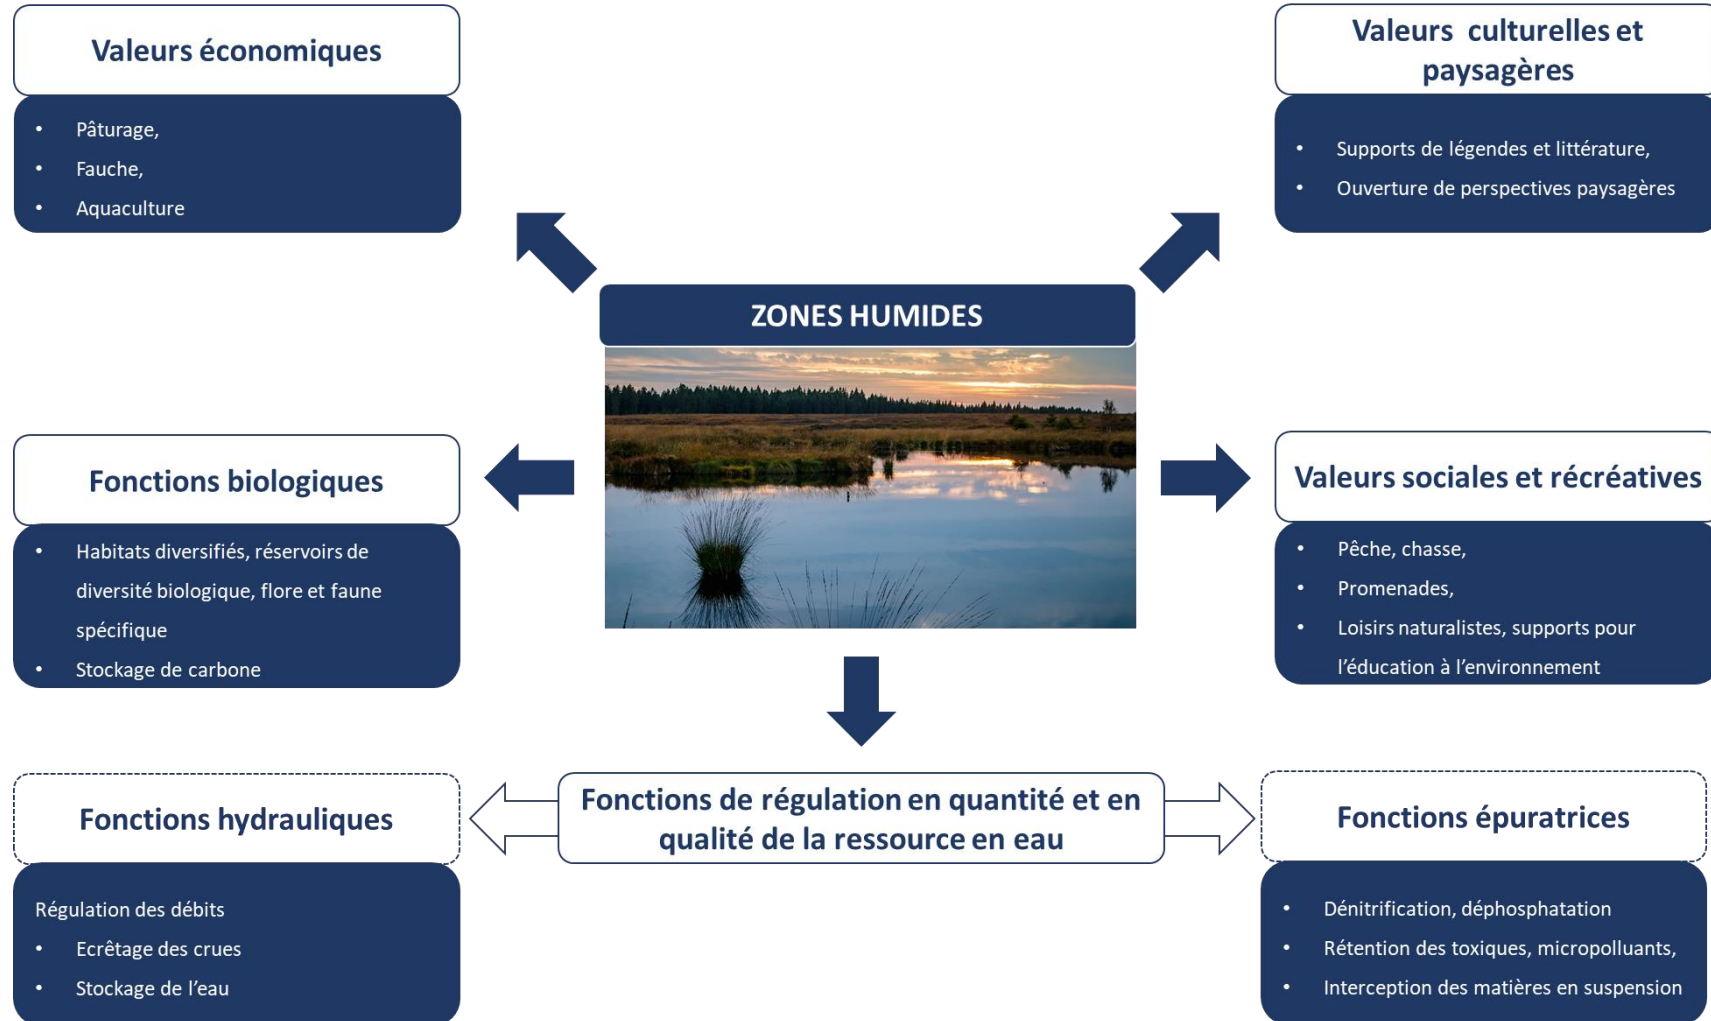 Valeurs économiques
• Pâturage,
• Fauche,
• Aquaculture
Valeurs culturelles et
paysagères
• Supports de légendes et littérature,
• Ouverture de perspectives paysagères
ZONES HUMIDES
Fonctions biologiques
• Habitats diversifiés, réservoirs de
diversité biologique, flore et faune
spécifique
• Stockage de carbone
Valeurs sociales et récréatives
• Pêche, chasse,
• Promenades,
• Loisirs naturalistes, supports pour
l’éducation à l’environnement
Fonctions de régulation en quantité et en
qualité de la ressource en eau
Fonctions hydrauliques
Régulation des débits
• Ecrêtage des crues
• Stockage de l’eau
Fonctions épuratrices
• Dénitrification, déphosphatation
• Rétention des toxiques, micropolluants,
• Interception des matières en suspension